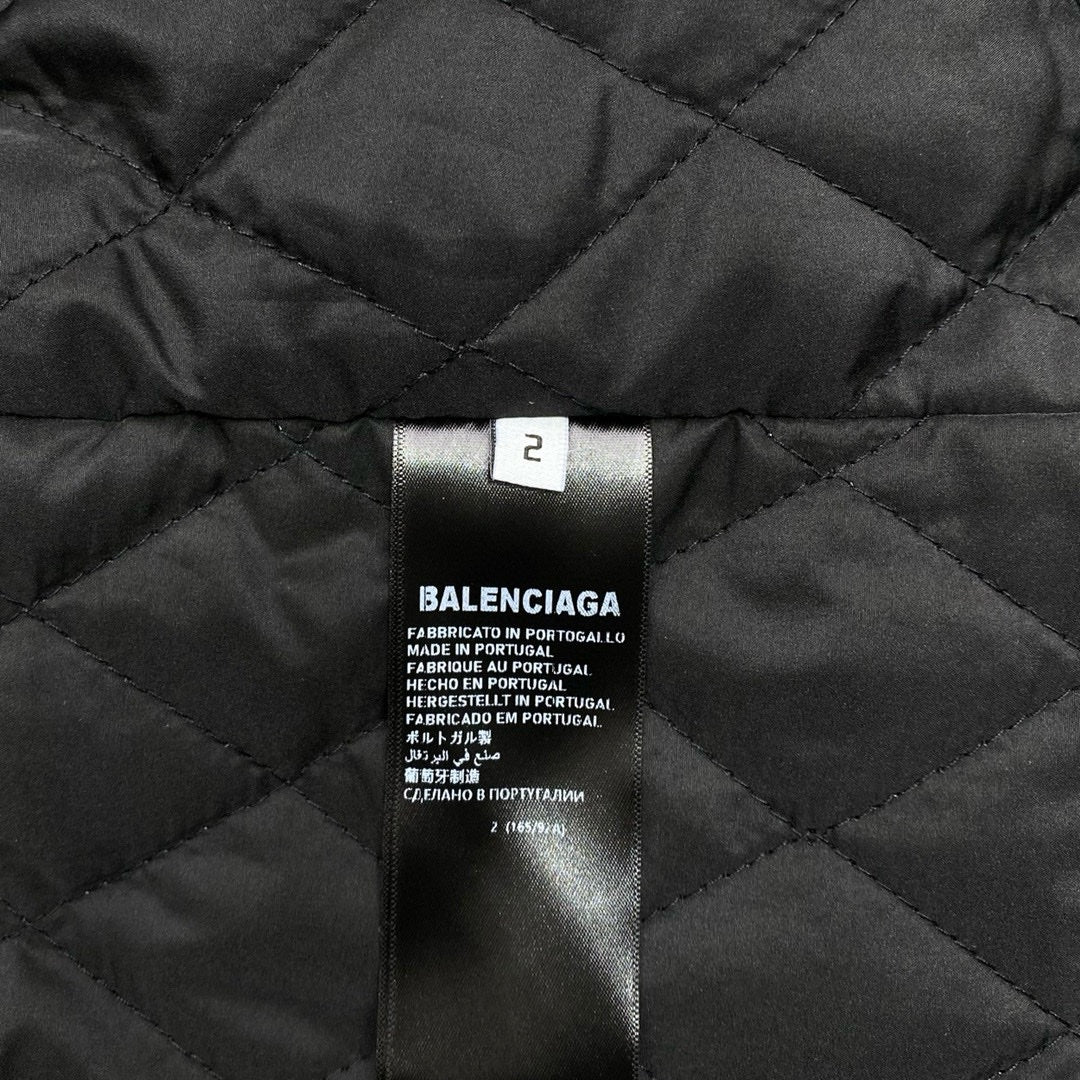 2
BALENCIAGA
FABBRICATO IN PORTOGALLO
MADE IN PORTUGAL
FABRIQUE AU PORTUGAL
HECHO EN PORTUGAL
HERGESTELLT IN PORTUGAL
FABRICADO EM PORTUGAL
ポルトガル製
صنع في البرتغال
葡萄牙制造
СДЕЛАНО В ПОРТУГАЛИИ
2